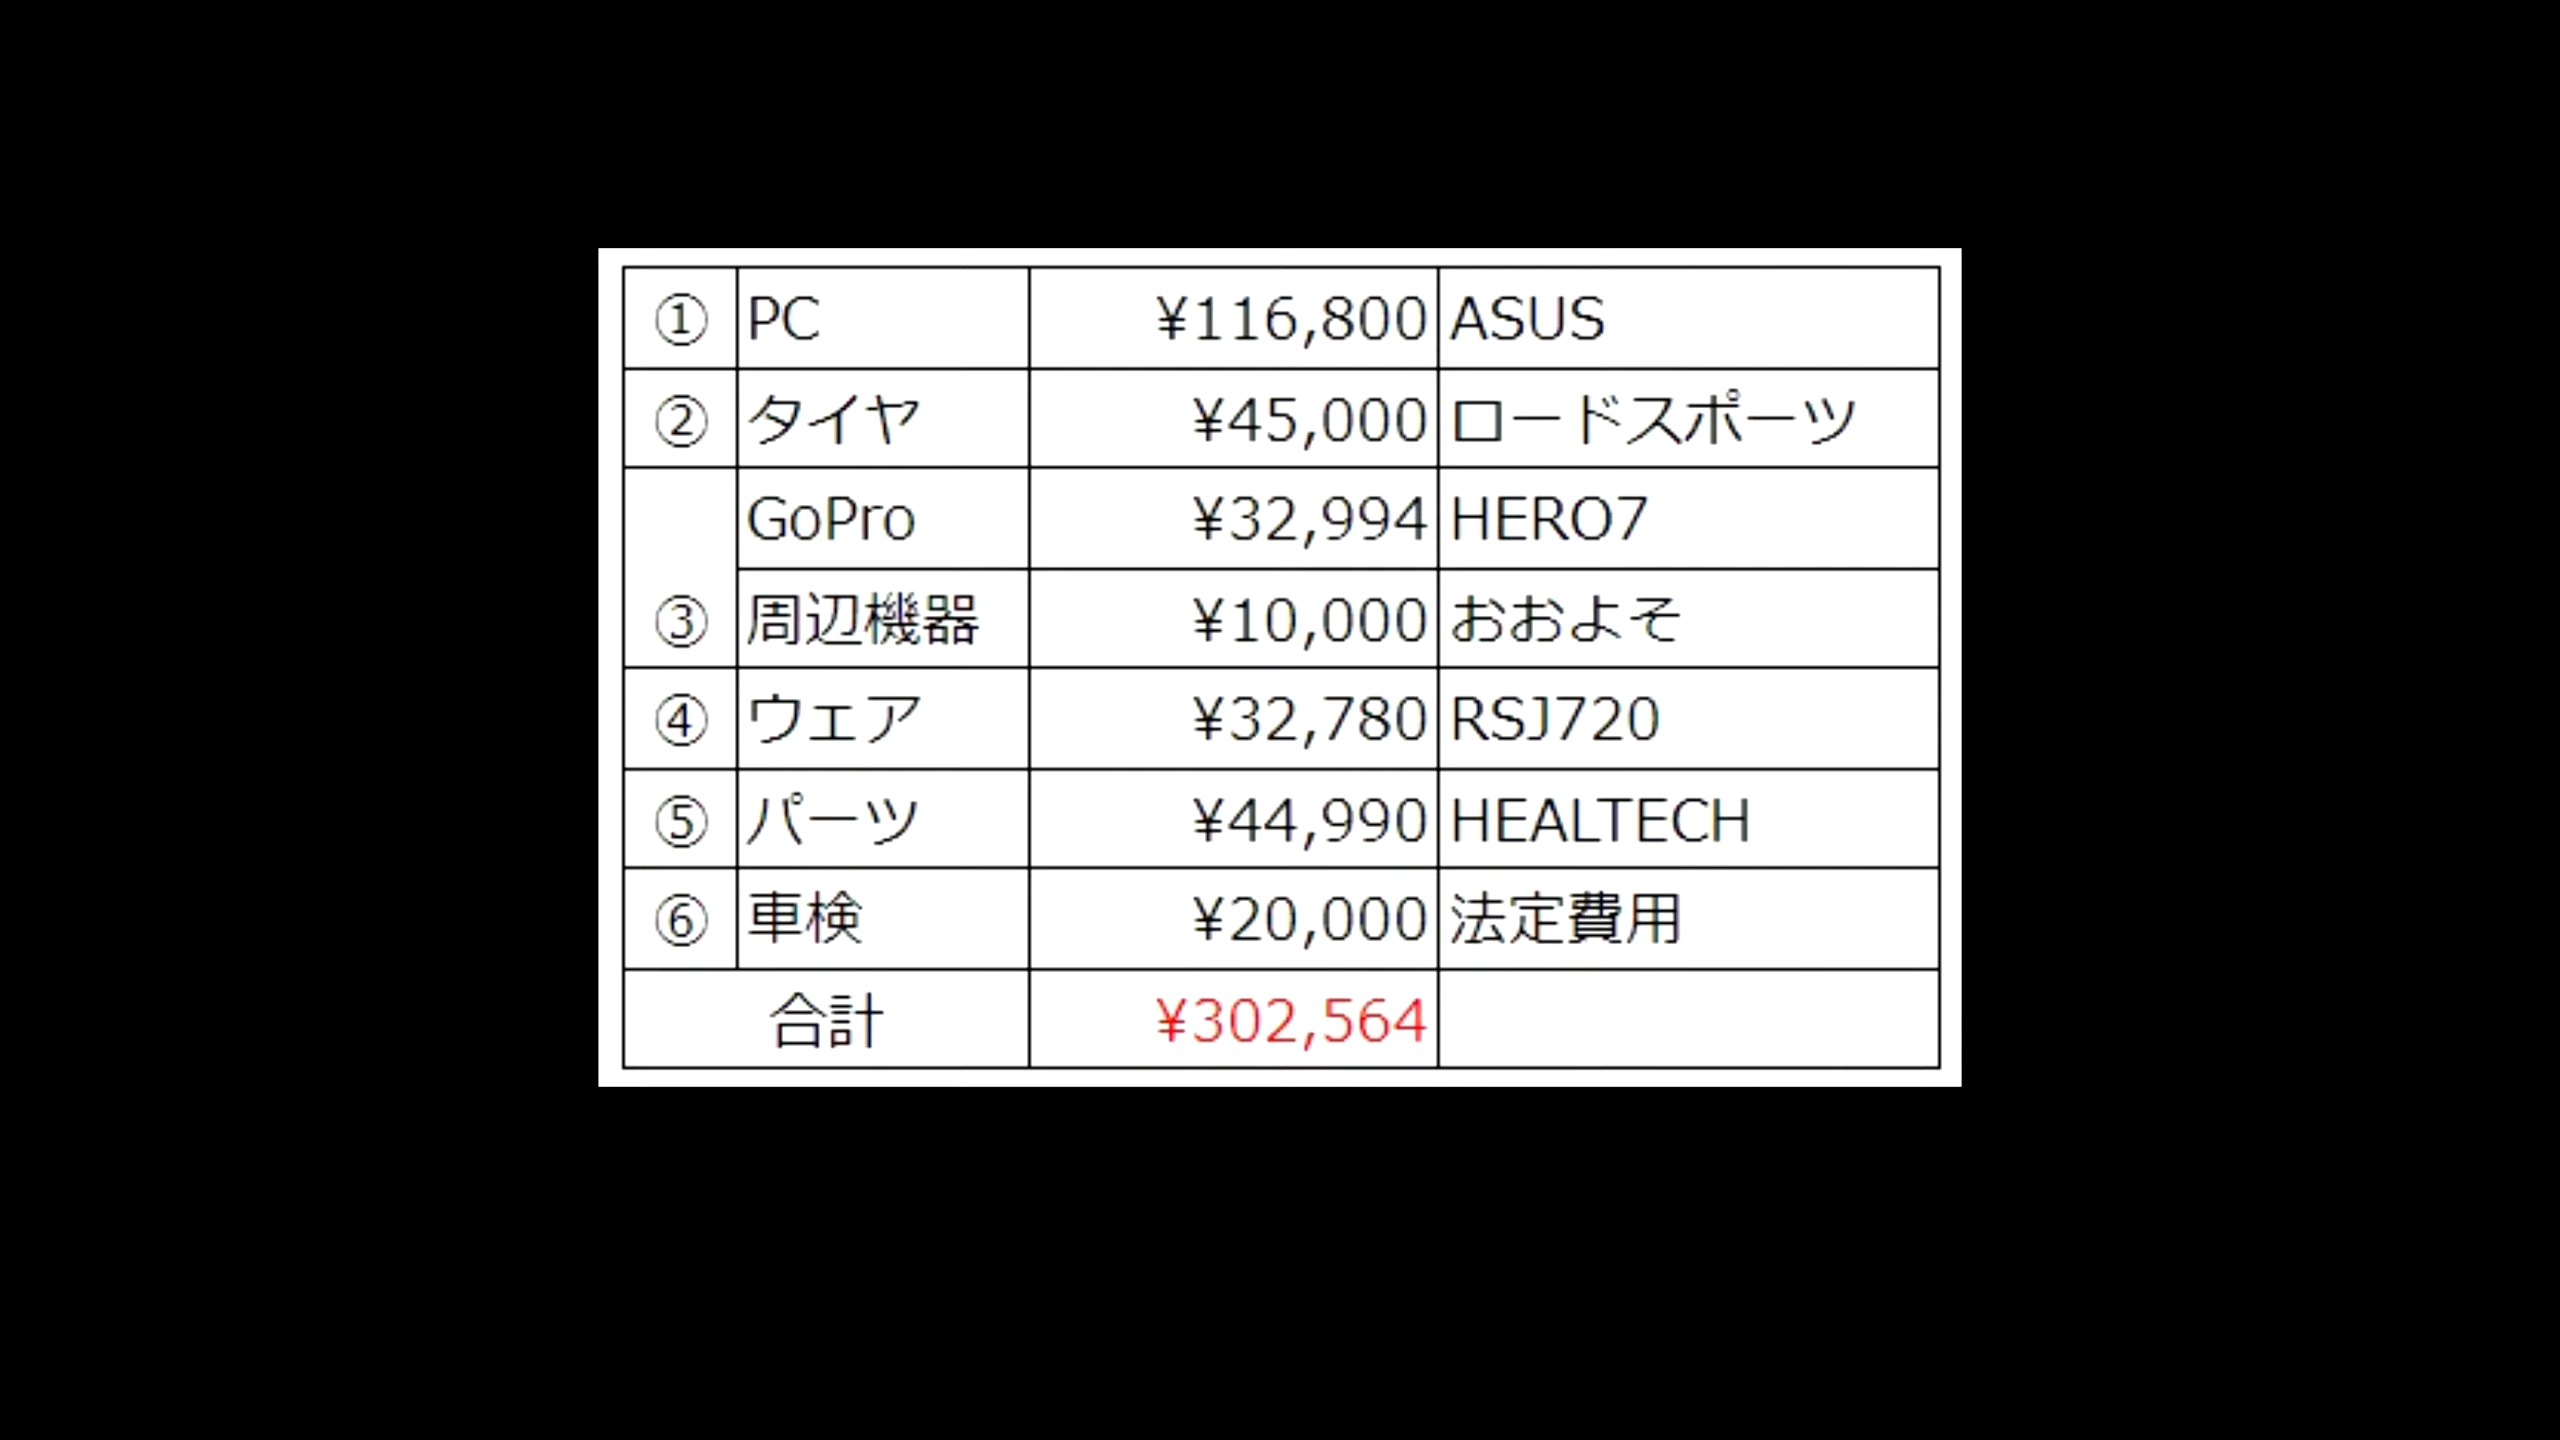 ① PC ¥116,800 ASUS
② タイヤ ¥45,000 ロードスポーツ
GoPro ¥32,994 HERO7
③ 周辺機器 ¥10,000 おおよそ
④ ウェア ¥32,780 RSJ720
⑤ パーツ ¥44,990 HEALTECH
⑥ 車検 ¥20,000 法定費用
合計 ¥302,564